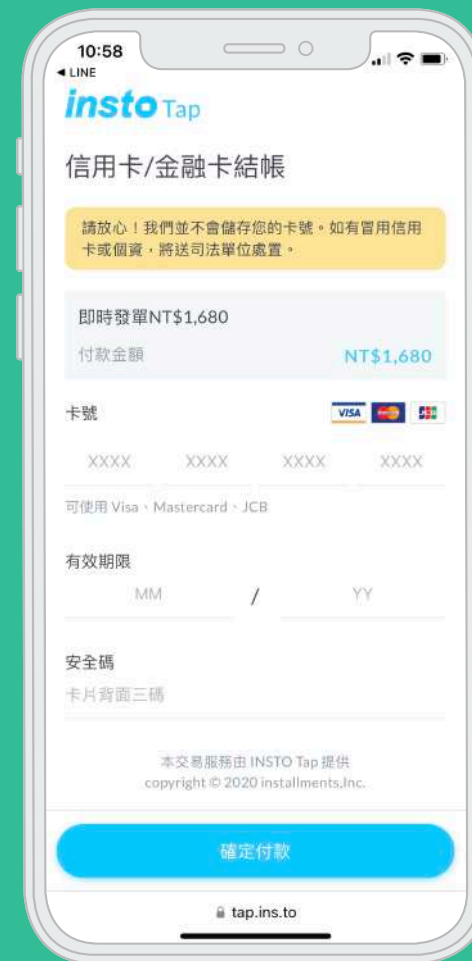 10:58
◀ LINE
insto Tap
信用卡/金融卡結帳
請放心！我們並不會儲存您的卡號。如有冒用信用
卡或個資，將送司法單位處置。
即時發單NT$1,680
付款金額 NT$1,680
卡號 VISA
XXXX XXXX XXXX XXXX
可使用 Visa、Mastercard、JCB
有效期限
MM / YY
安全碼
卡片背面三碼
本交易服務由 INSTO Tap 提供
copyright © 2020 installments,Inc.
確定付款
tap.ins.to